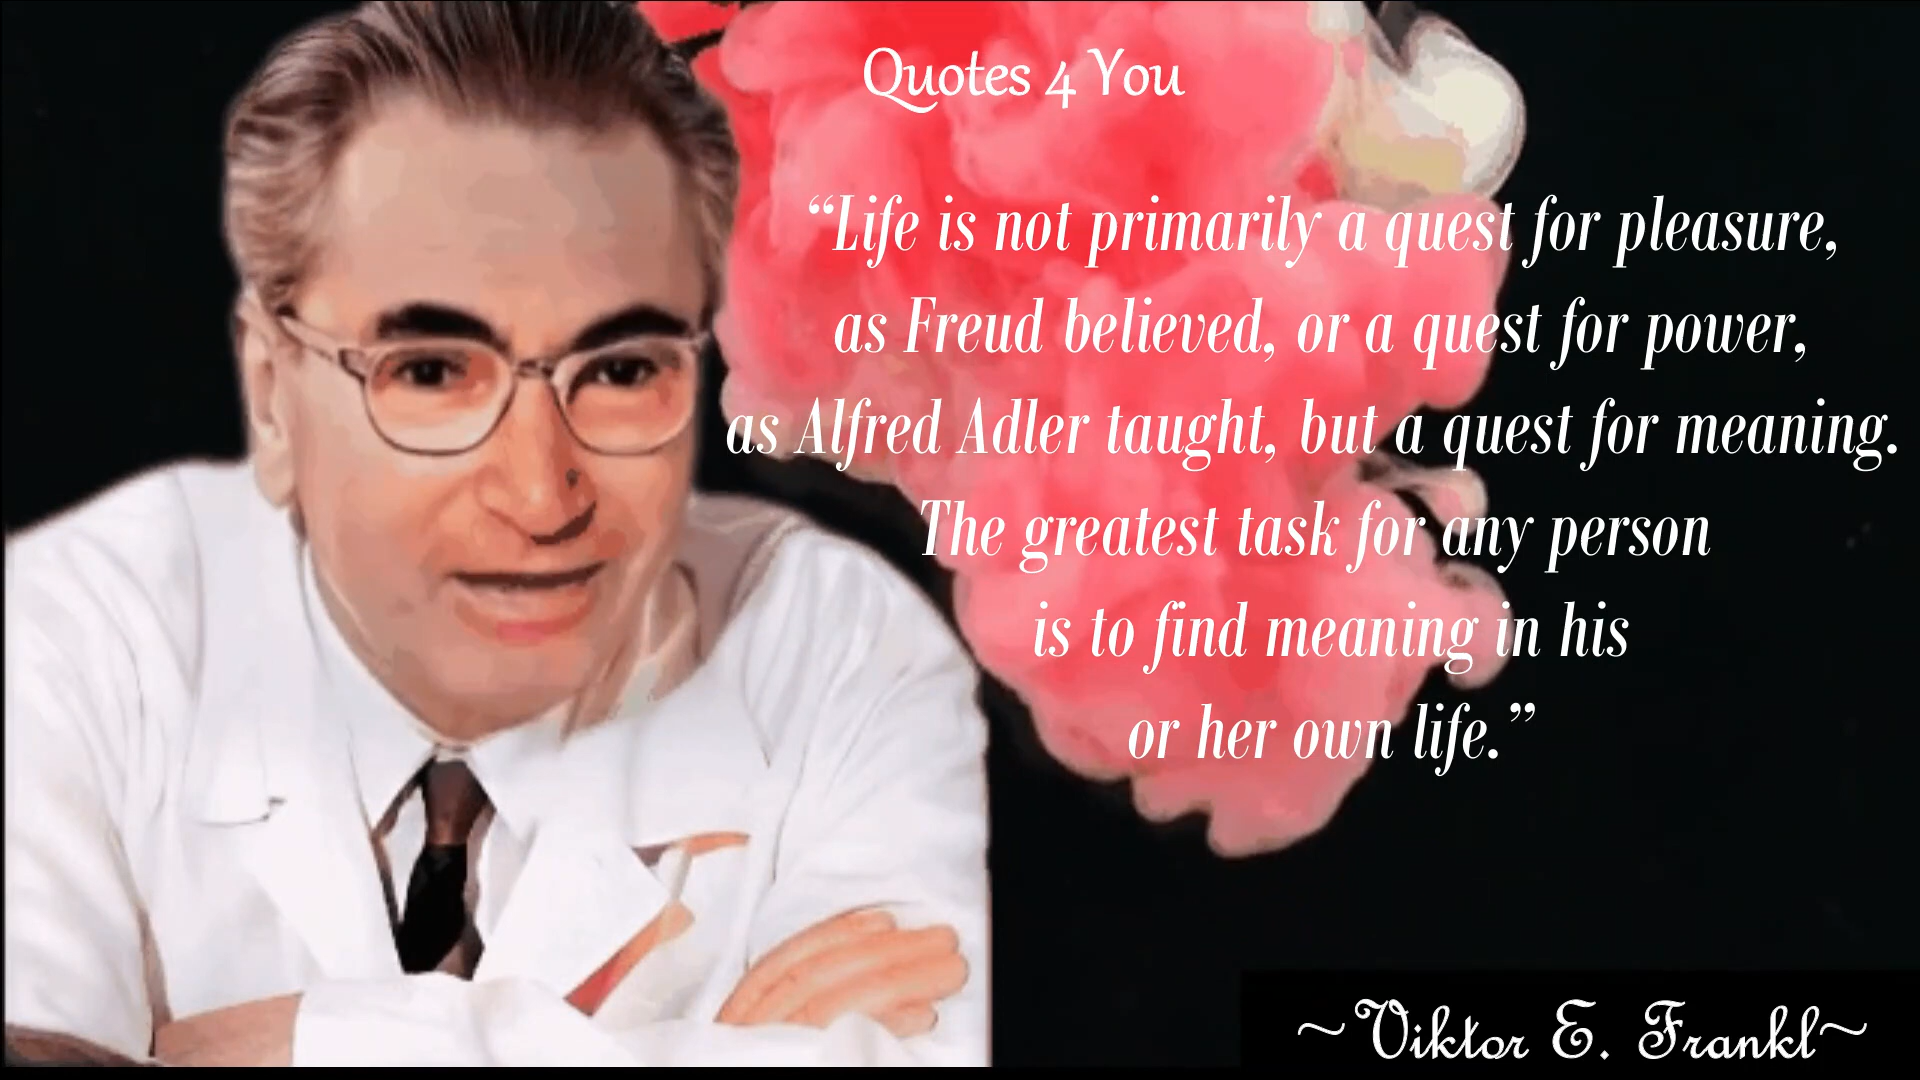 Quotes 4 You
“Life is not primarily a quest for pleasure,
as Freud believed, or a quest for power,
as Alfred Adler taught, but a quest for meaning.
The greatest task for any person
is to find meaning in his
or her own life.”
~Viktor E. Frankl~